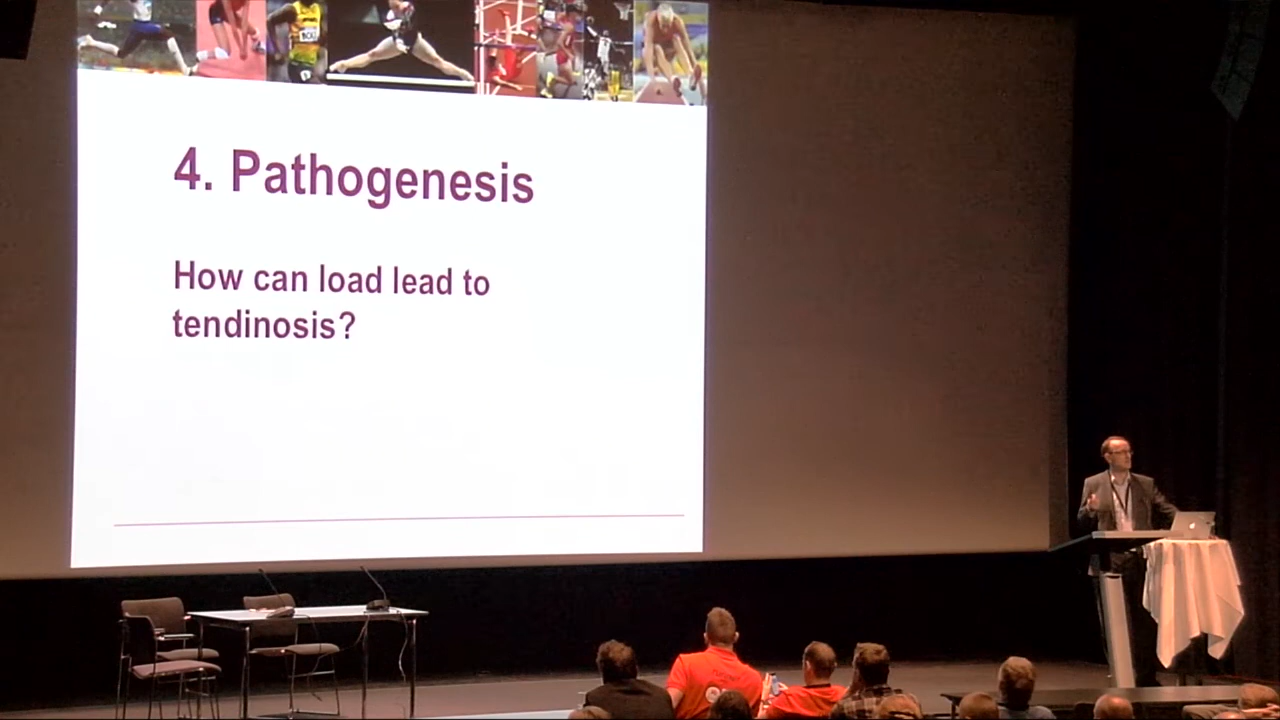 4. Pathogenesis
How can load lead to
tendinosis?